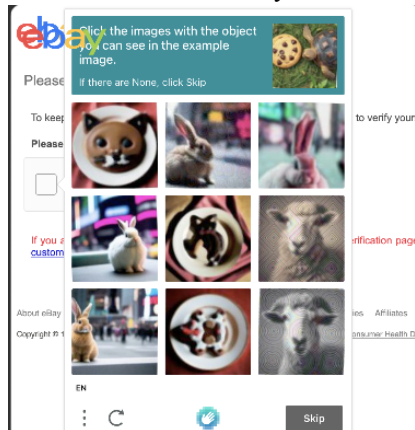 ebay
Click the images with the object
you can see in the example
image.
If there are None, click Skip
Please
To keep to verify your
Please
If you a erification page
custom
About eBay ies Affiliates
Copyright © 1 onsumer Health D
EN
Skip